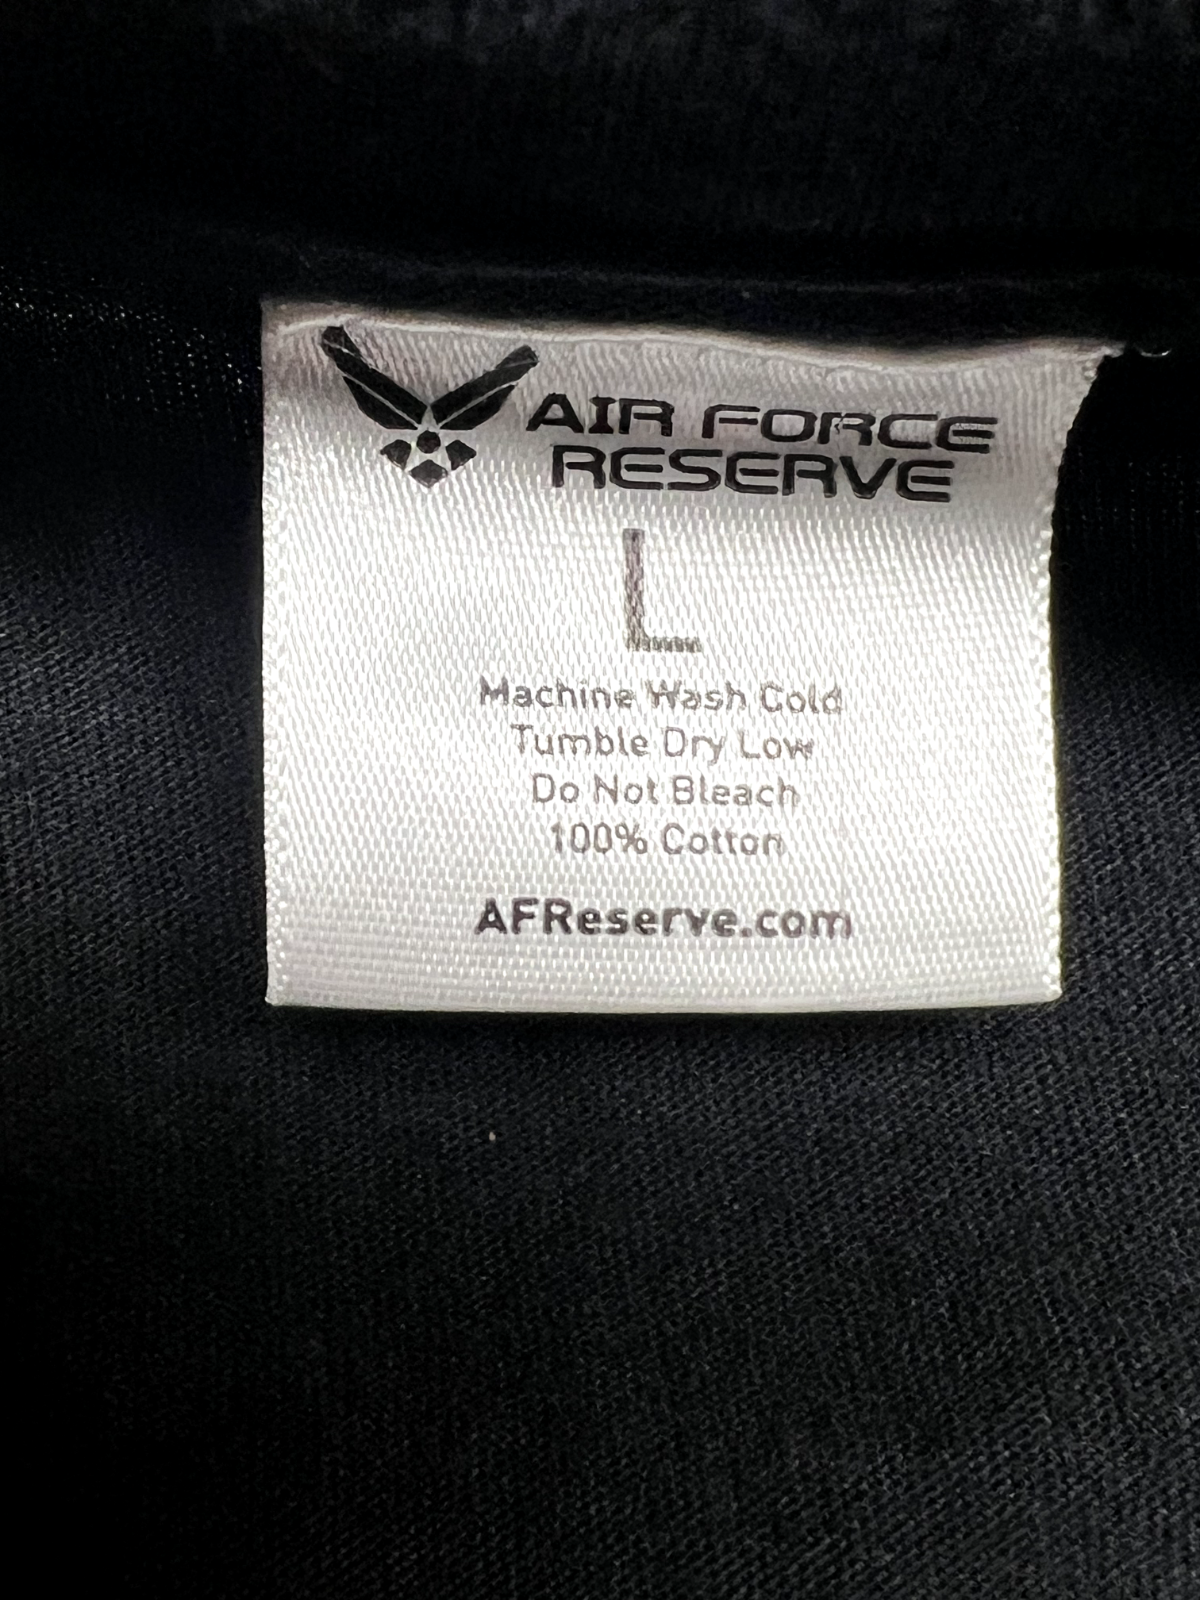 AIR FORCE
RESERVE
L
Machine Wash Cold
Tumble Dry Low
Do Not Bleach
100% Cotton
AFReserve.com